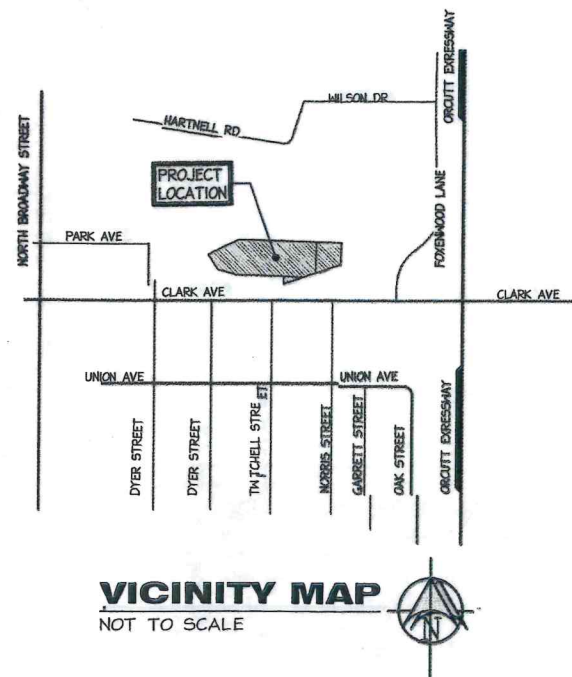 ORCUTT EXRESSWAY
WILSON DR
HARTNELL RD
NORTH BROADWAY STREET
PROJECT
LOCATION
FOXENWOOD LANE
PARK AVE
CLARK AVE
CLARK AVE
UNION AVE
UNION AVE
DYER STREET
DYER STREET
TWITCHELL STREET
NORRIS STREET
GARRETT STREET
OAK STREET
ORCUTT EXRESSWAY
VICINITY MAP
NOT TO SCALE
N